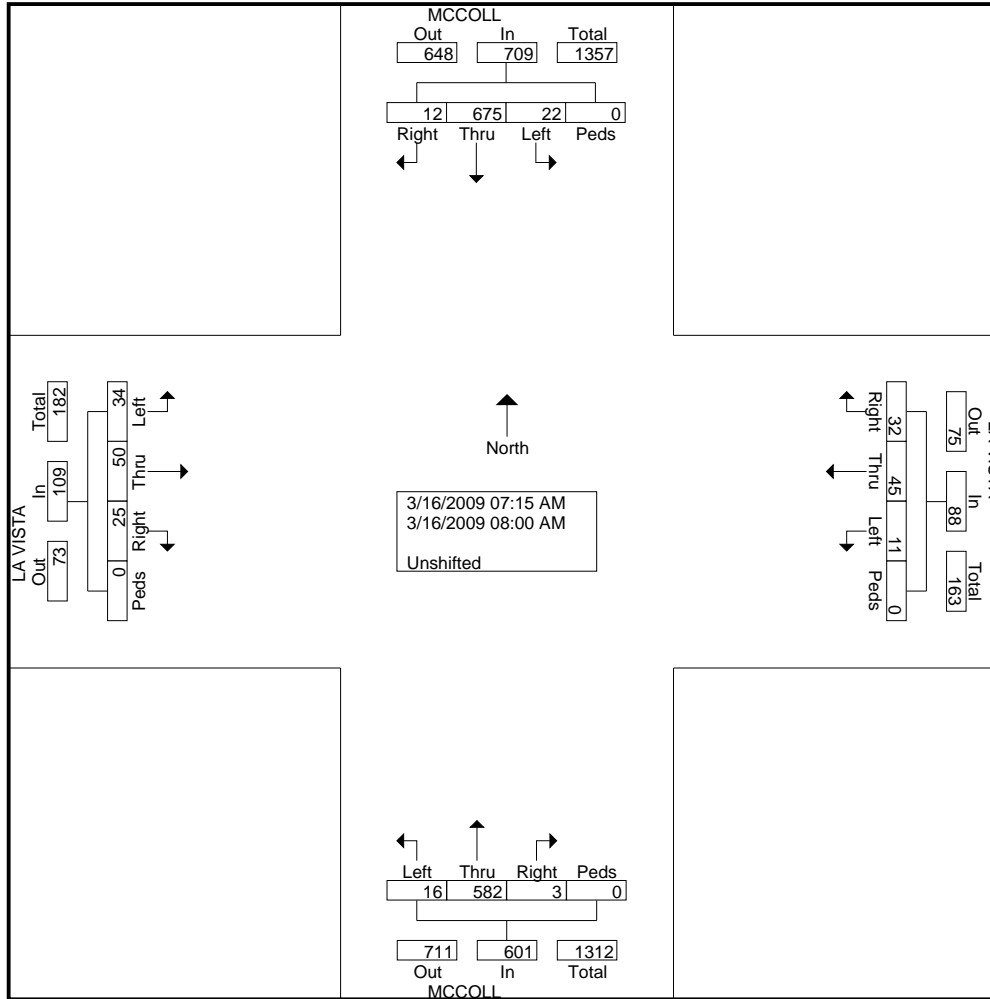 MCCOLL
Out In Total
648 709 1357
12 675 22 0
Right Thru Left Peds
Total In Out
182 109 73
LA VISTA
34 50 25 0
Left Thru Right Peds
North
3/16/2009 07:15 AM
3/16/2009 08:00 AM
Unshifted
Right Thru Left Peds
32 45 11 0
Out In Total
75 88 163
Left Thru Right Peds
16 582 3 0
711 601 1312
Out In Total
MCCOLL